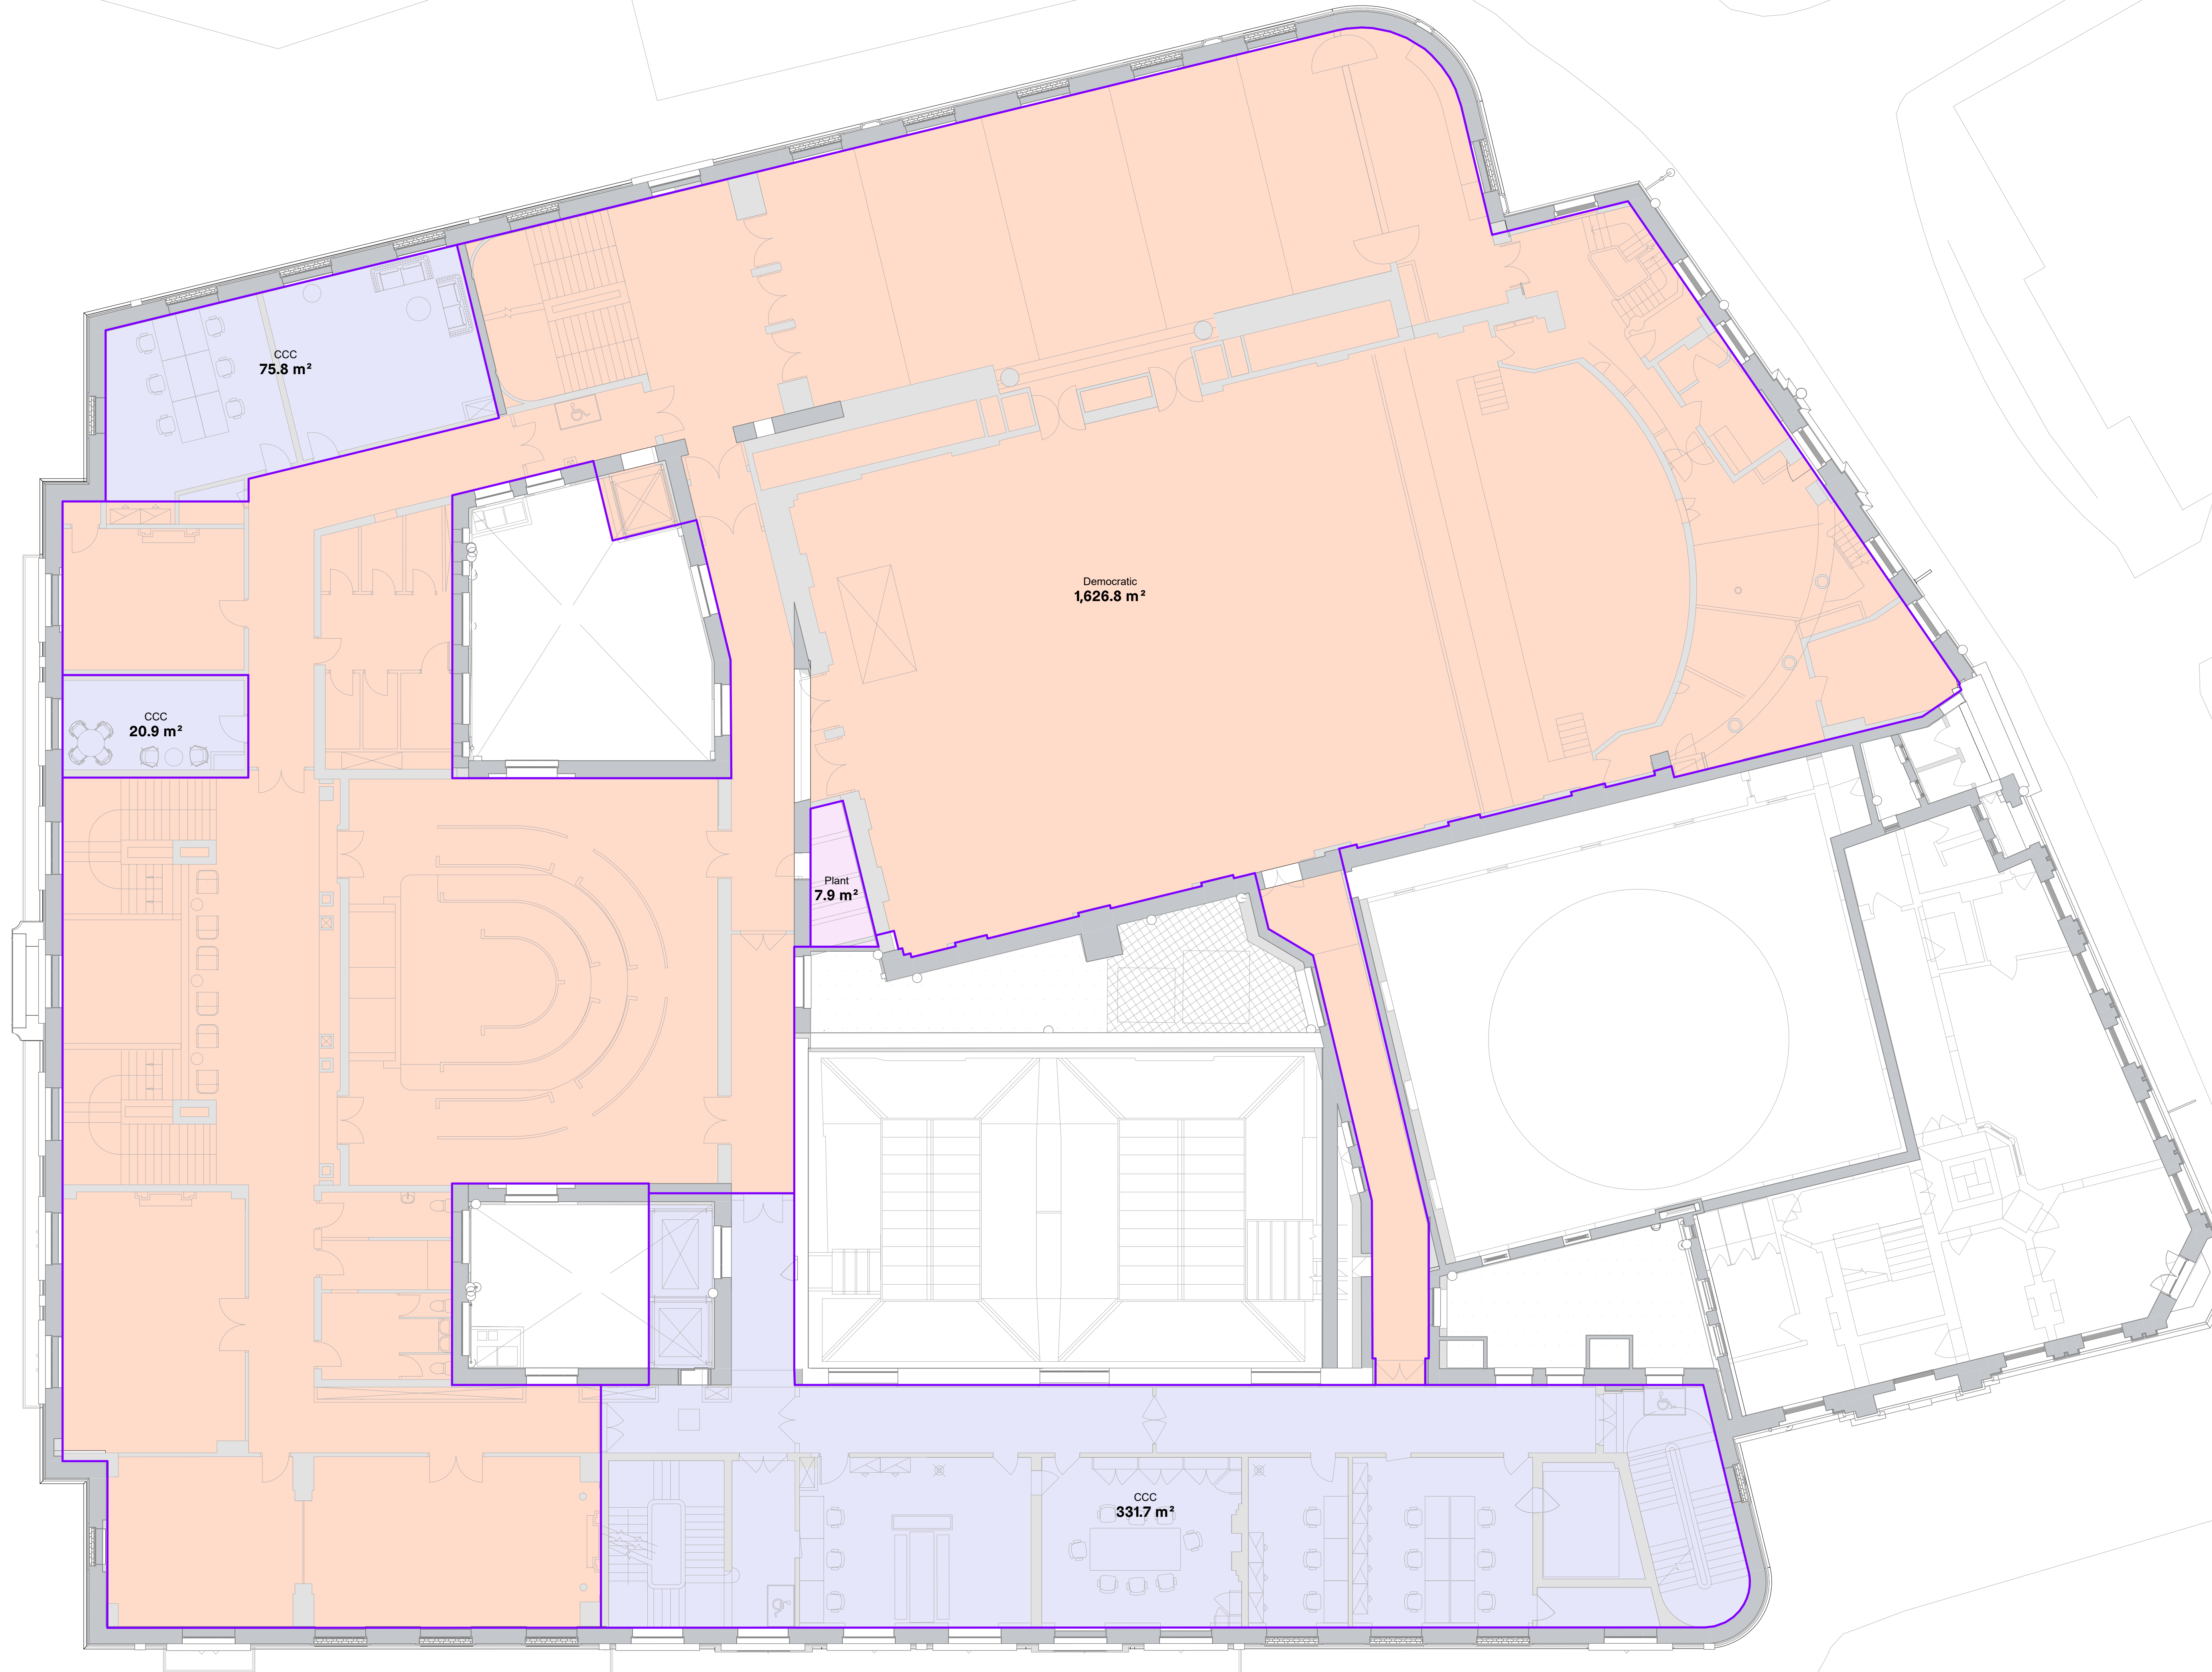 CCC
75.8 m²
Democratic
1,626.8 m²
CCC
20.9 m²
Plant
7.9 m²
CCC
331.7 m²